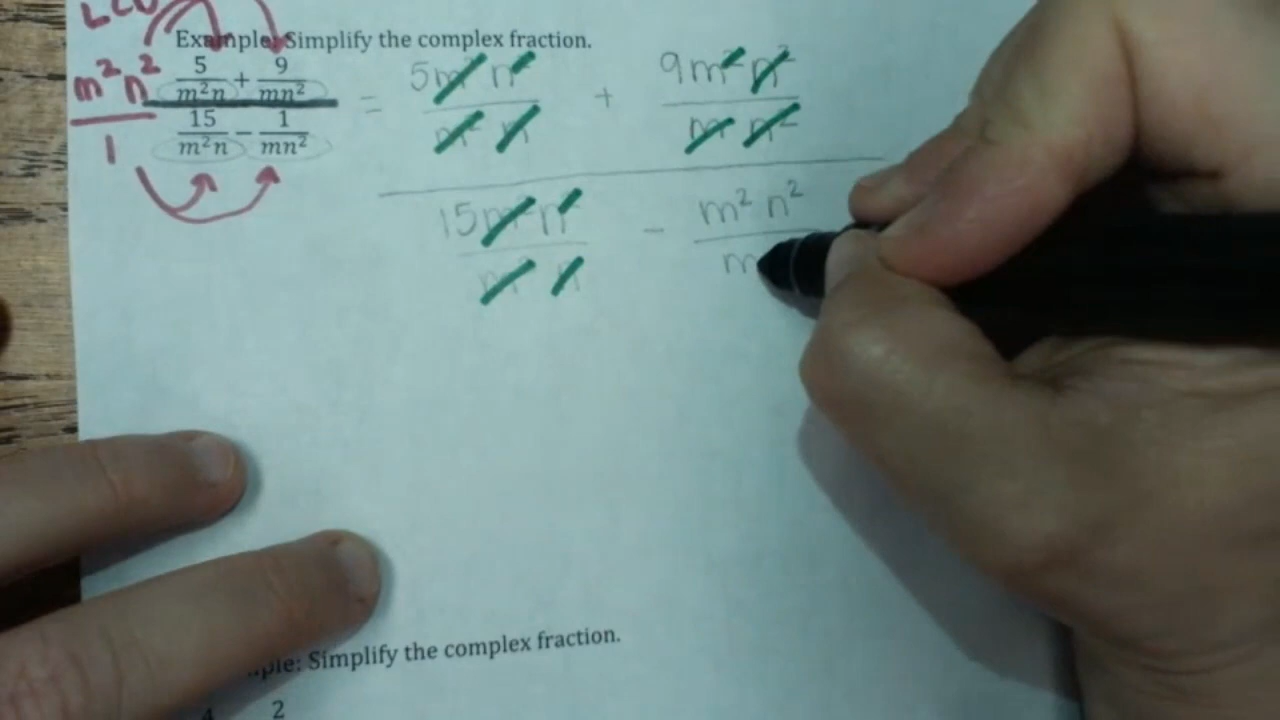 LCD
Example: Simplify the complex fraction.
m²n² 5 + 9 = 5m²n² + 9m²n²
1 m²n mn² m²n mn²
15 − 1 15m²n² − m²n²
m²n mn² m²n m
Simplify the complex fraction.
4 2